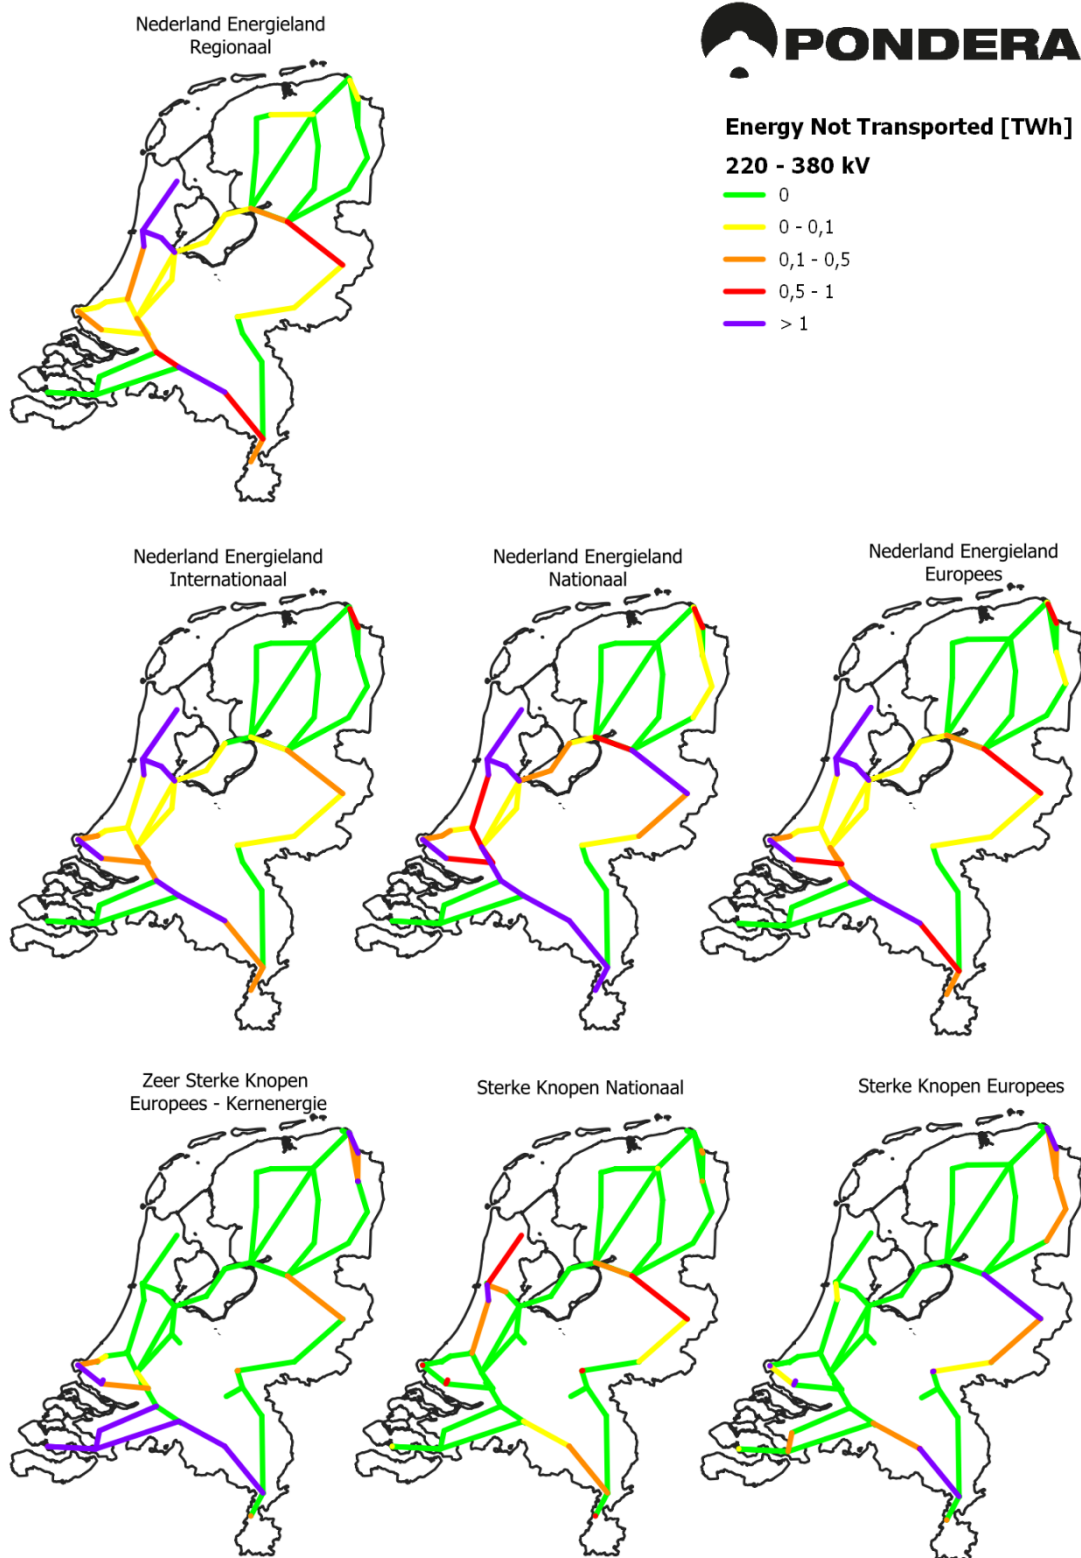 Nederland Energieland
Regionaal
PONDERA
Energy Not Transported [TWh]
220 - 380 kV
0
0 - 0,1
0,1 - 0,5
0,5 - 1
> 1
Nederland Energieland
Internationaal
Nederland Energieland
Nationaal
Nederland Energieland
Europees
Zeer Sterke Knopen
Europees - Kernenergie
Sterke Knopen Nationaal
Sterke Knopen Europees